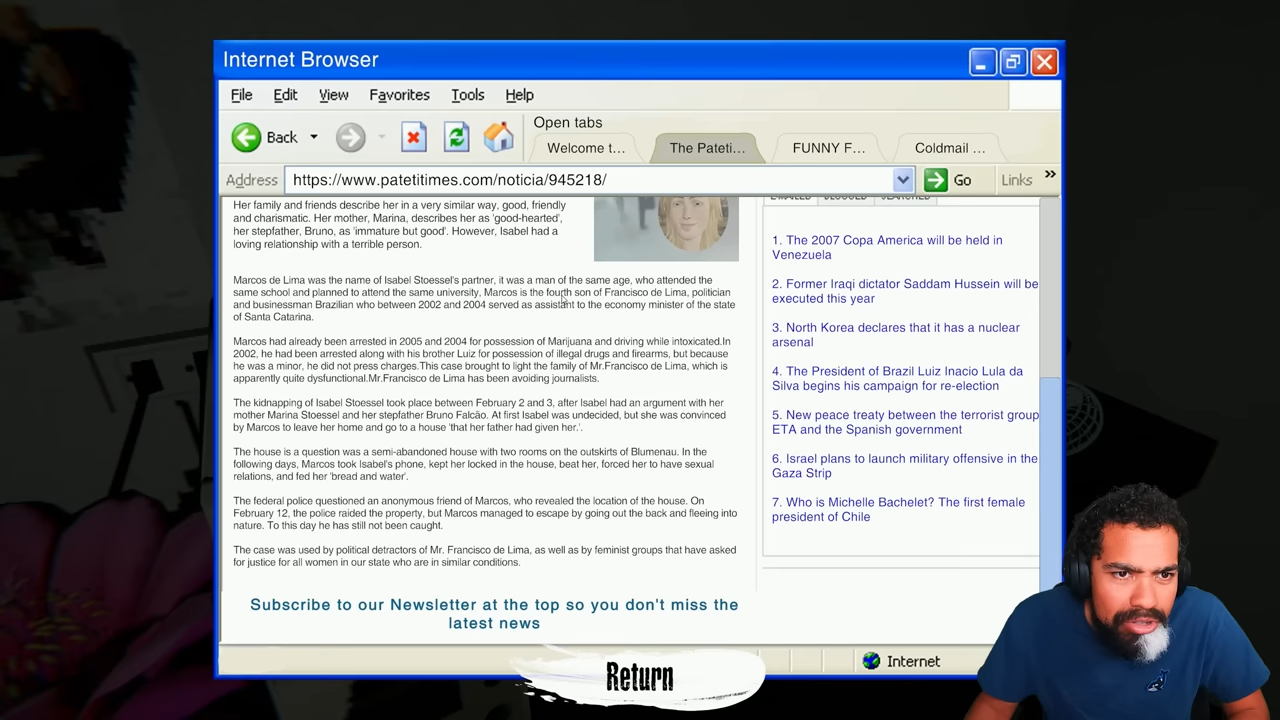 Internet Browser
File Edit View Favorites Tools Help
Open tabs
Back
Welcome t... The Pateti... FUNNY F... Coldmail ...
Address https://www.patetitimes.com/noticia/945218/ Go Links »
EMAILED BLOGGED SEARCHED
Her family and friends describe her in a very similar way, good, friendly
and charismatic. Her mother, Marina, describes her as 'good-hearted',
her stepfather, Bruno, as 'immature but good'. However, Isabel had a
loving relationship with a terrible person.
Marcos de Lima was the name of Isabel Stoessel's partner, it was a man of the same age, who attended the
same school and planned to attend the same university, Marcos is the fourth son of Francisco de Lima, politician
and businessman Brazilian who between 2002 and 2004 served as assistant to the economy minister of the state
of Santa Catarina.
Marcos had already been arrested in 2005 and 2004 for possession of Marijuana and driving while intoxicated.In
2002, he had been arrested along with his brother Luiz for possession of illegal drugs and firearms, but because
he was a minor, he did not press charges.This case brought to light the family of Mr.Francisco de Lima, which is
apparently quite dysfunctional.Mr.Francisco de Lima has been avoiding journalists.
The kidnapping of Isabel Stoessel took place between February 2 and 3, after Isabel had an argument with her
mother Marina Stoessel and her stepfather Bruno Falcão. At first Isabel was undecided, but she was convinced
by Marcos to leave her home and go to a house 'that her father had given her.'.
The house is a question was a semi-abandoned house with two rooms on the outskirts of Blumenau. In the
following days, Marcos took Isabel's phone, kept her locked in the house, beat her, forced her to have sexual
relations, and fed her 'bread and water'.
The federal police questioned an anonymous friend of Marcos, who revealed the location of the house. On
February 12, the police raided the property, but Marcos managed to escape by going out the back and fleeing into
nature. To this day he has still not been caught.
The case was used by political detractors of Mr. Francisco de Lima, as well as by feminist groups that have asked
for justice for all women in our state who are in similar conditions.
Subscribe to our Newsletter at the top so you don't miss the
latest news
1. The 2007 Copa America will be held in
Venezuela
2. Former Iraqi dictator Saddam Hussein will be
executed this year
3. North Korea declares that it has a nuclear
arsenal
4. The President of Brazil Luiz Inacio Lula da
Silva begins his campaign for re-election
5. New peace treaty between the terrorist group
ETA and the Spanish government
6. Israel plans to launch military offensive in the
Gaza Strip
7. Who is Michelle Bachelet? The first female
president of Chile
Internet
Return